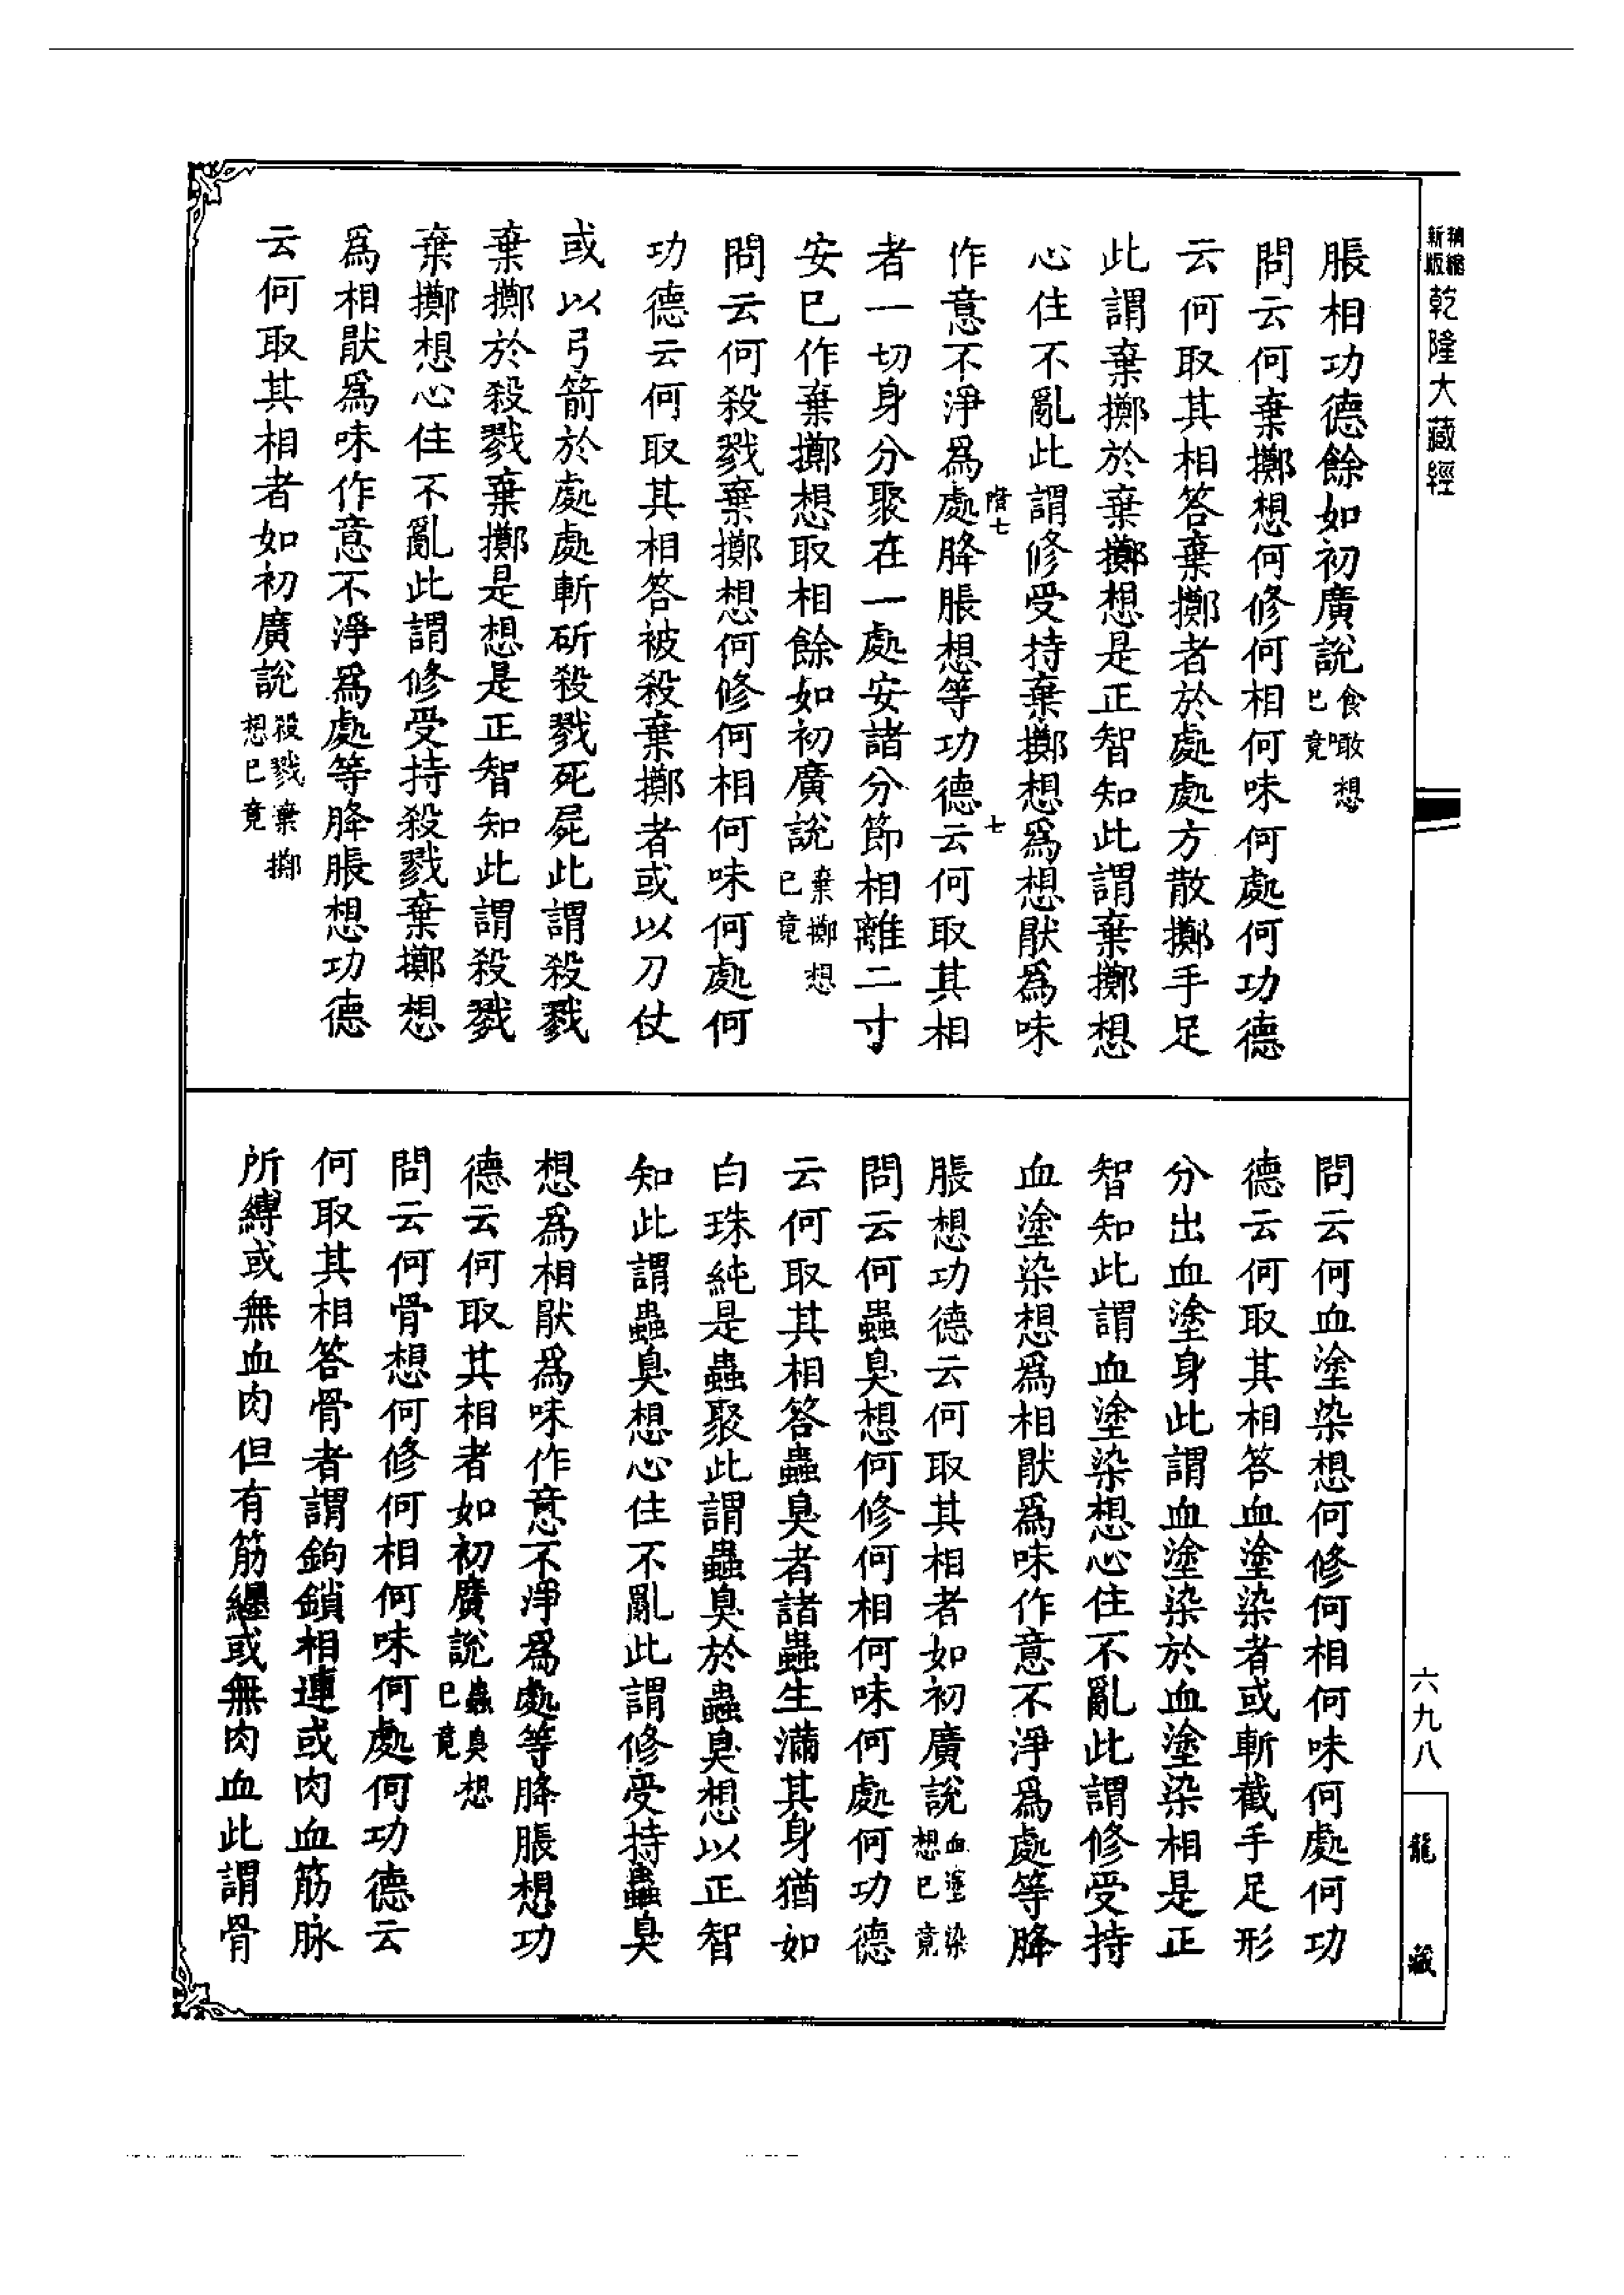 精縮新版乾隆大藏經
脹相功德餘如初廣說食噉想已竟
問云何棄擲想何修何相何味何處何功德
云何取其相答棄擲者於處處方散擲手足
此謂棄擲於棄擲想是正智知此謂棄擲想
心住不亂此謂修受持棄擲想爲想猒爲味
作意不淨爲處膖脹想等功德云何取其相
者一切身分聚在一處安諸分節相離二寸
安已作棄擲想取相餘如初廣說棄擲想已竟
問云何殺戮棄擲想何修何相何味何處何
功德云何取其相答被殺棄擲者或以刀仗
或以弓箭於處處斬斫殺戮死屍此謂殺戮
棄擲於殺戮棄擲是想是正智知此謂殺戮
棄擲想心住不亂此謂修受持殺戮棄擲想
爲相猒爲味作意不淨爲處等膖脹想功德
云何取其相者如初廣說殺戮棄擲想已竟
問云何血塗染想何修何相何味何處何功
德云何取其相答血塗染者或斬截手足形
分出血塗身此謂血塗染於血塗染相是正
智知此謂血塗染想心住不亂此謂修受持
血塗染想爲相猒爲味作意不淨爲處等膖
脹想功德云何取其相者如初廣說血塗染想已竟
問云何蟲臭想何修何相何味何處何功德
云何取其相答蟲臭者諸蟲生滿其身猶如
白珠純是蟲聚此謂蟲臭於蟲臭想以正智
知此謂蟲臭想心住不亂此謂修受持蟲臭
想爲相猒爲味作意不淨爲處等膖脹想功
德云何取其相者如初廣說蟲臭想已竟
問云何骨想何修何相何味何處何功德云
何取其相答骨者謂鉤鎖相連或肉血筋脉
所縛或無血肉但有筋纏或無肉血此謂骨
六九八
龍藏